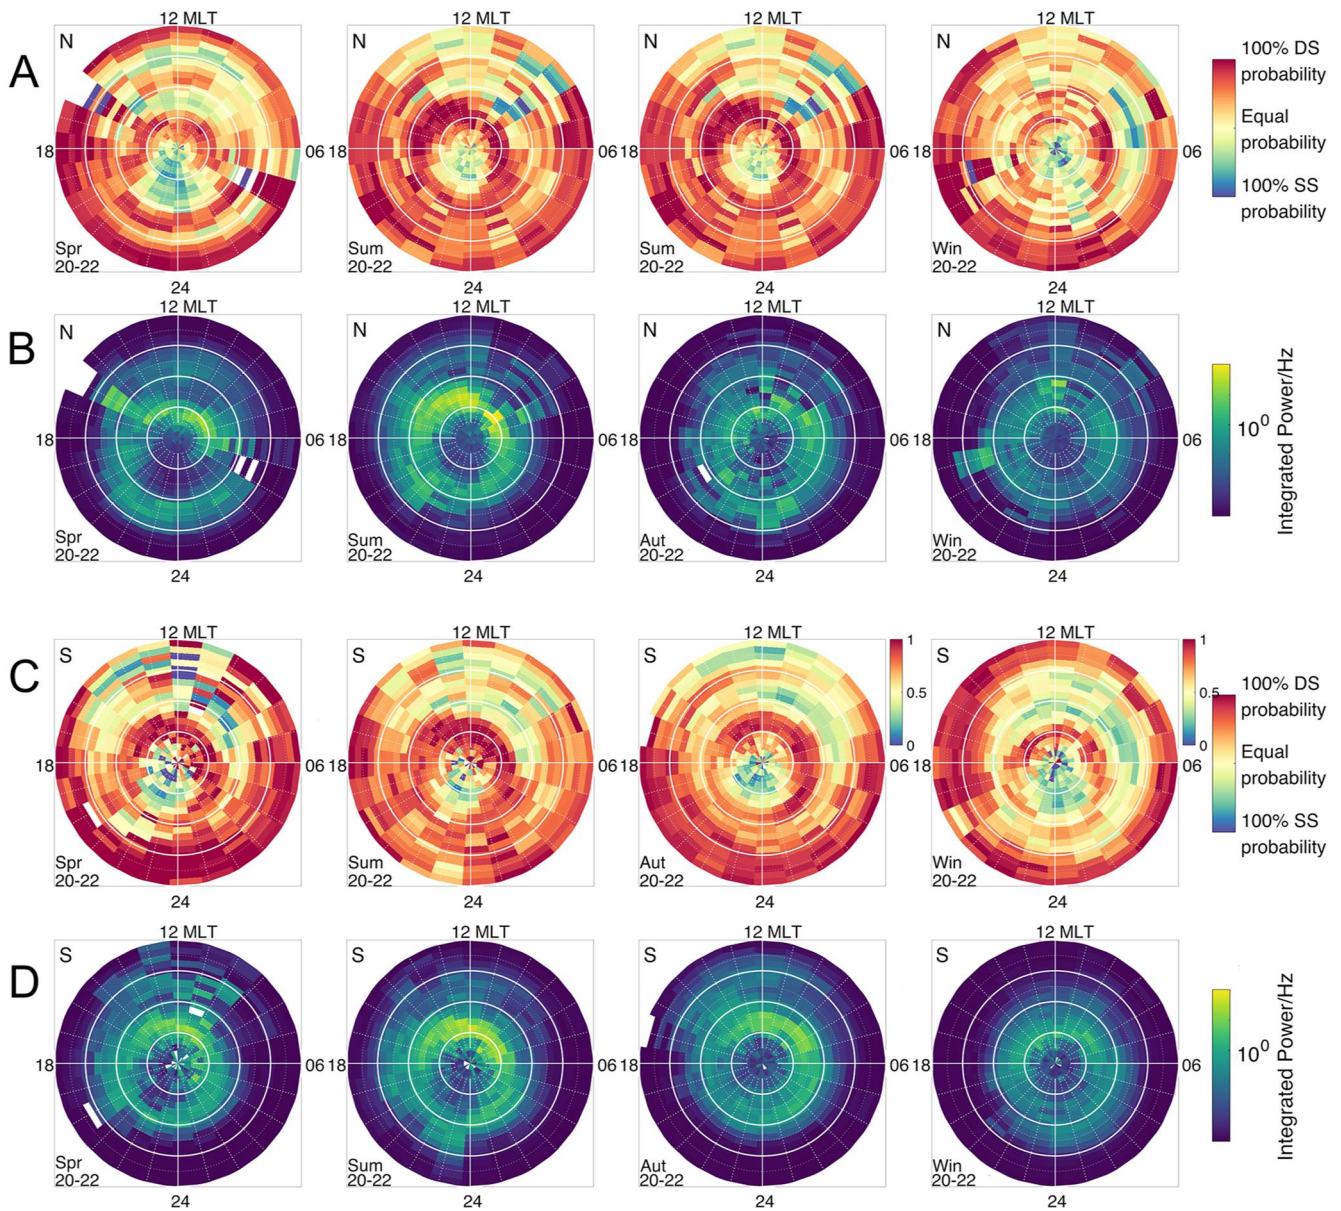 A
12 MLT
12 MLT
12 MLT
12 MLT
N
N
N
N
100% DS
probability
Equal
probability
100% SS
probability
18
06 18
06 18
06
06
Spr
20-22
Sum
20-22
Sum
20-22
Win
20-22
24
24
24
24
B
12 MLT
12 MLT
12 MLT
12 MLT
N
N
N
N
10⁰
Integrated Power/Hz
18
06 18
06 18
06
06
Spr
20-22
Sum
20-22
Aut
20-22
Win
20-22
24
24
24
24
C
12 MLT
12 MLT
12 MLT
12 MLT
S
S
S
S
1
0.5
0
1
0.5
0
100% DS
probability
Equal
probability
100% SS
probability
18
06 18
06 18
06
06
Spr
20-22
Sum
20-22
Aut
20-22
Win
20-22
24
24
24
24
D
12 MLT
12 MLT
12 MLT
12 MLT
S
S
S
S
10⁰
Integrated Power/Hz
18
06 18
06 18
06
06
Spr
20-22
Sum
20-22
Aut
20-22
Win
20-22
24
24
24
24